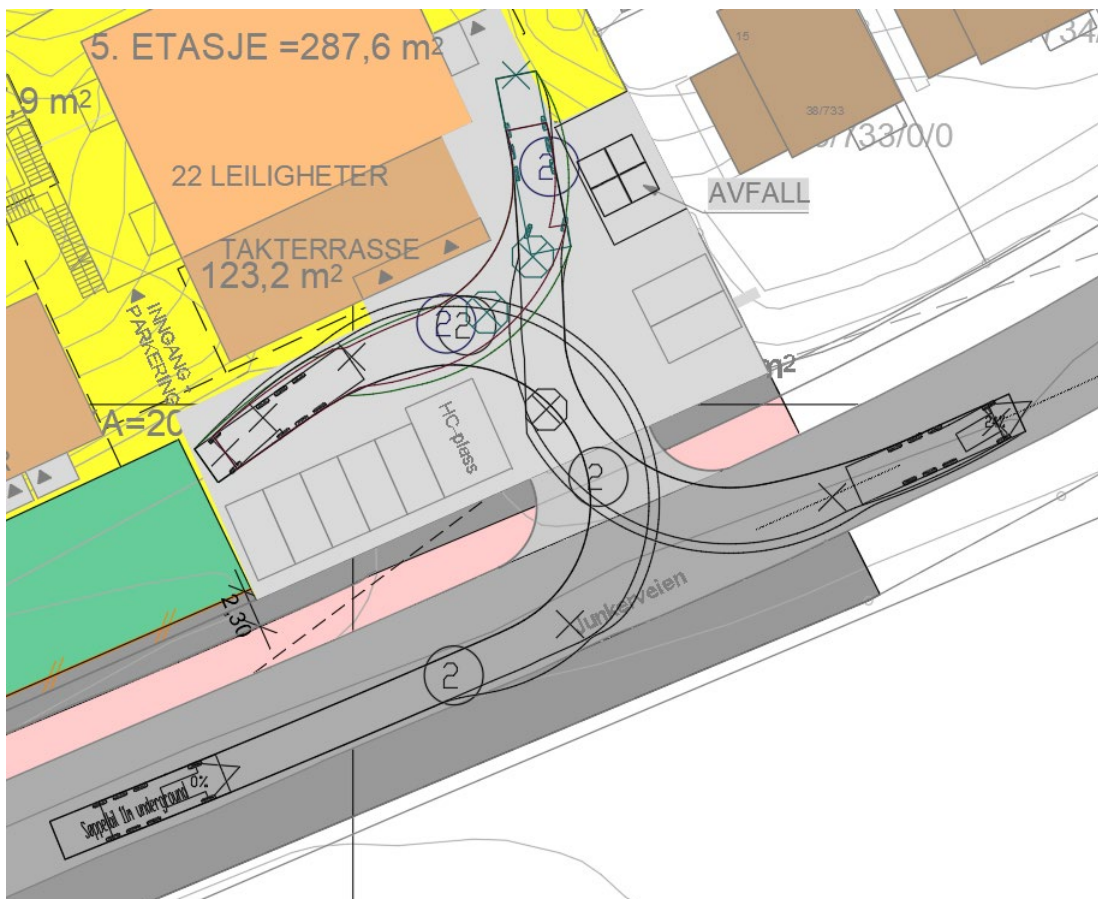 5. ETASJE =287,6 m²
,9 m²
22 LEILIGHETER
TAKTERRASSE
123,2 m²
INNGANG
PARKERING
A=20
HC-plass
AVFALL
15
38/733
/733/0/0
734/
m²
2
2
2
2
2
2%
Junkerveien
2,30
Søppelbil 11m underground
0%